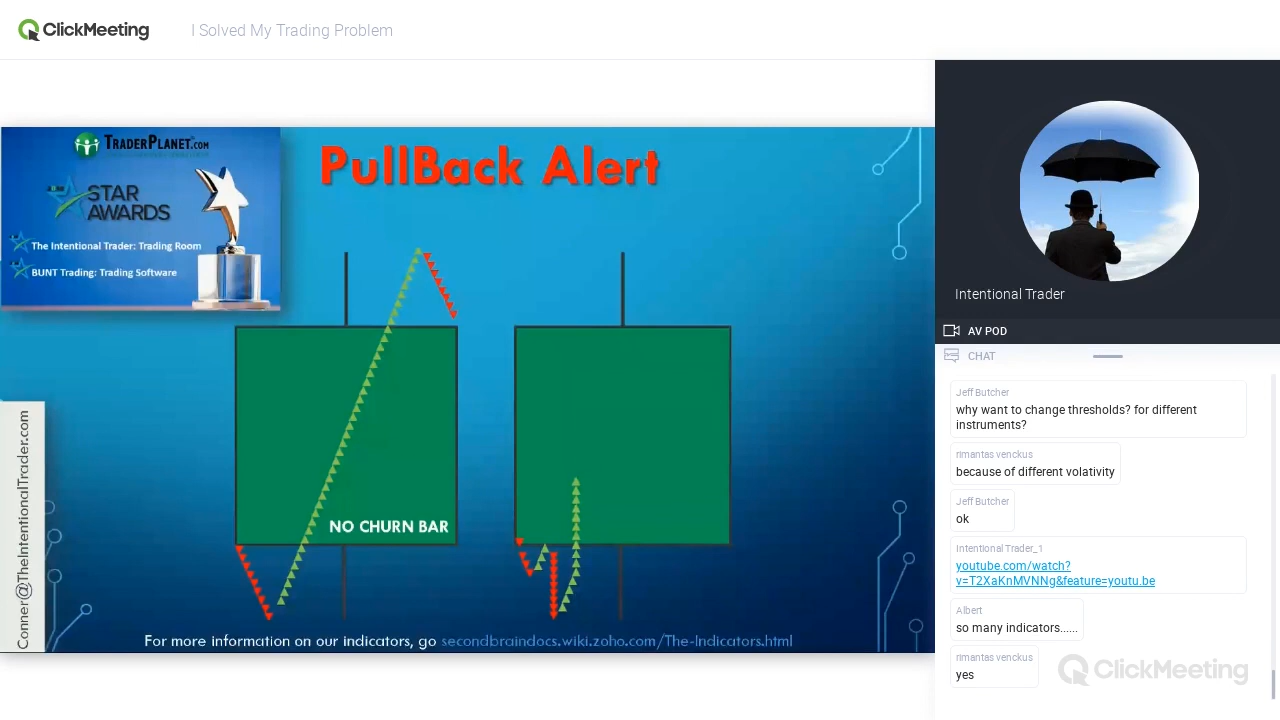 ClickMeeting
I Solved My Trading Problem
TRADERPLANET.COM
STAR
AWARDS
The Intentional Trader: Trading Room
BUNT Trading: Trading Software
PullBack Alert
NO CHURN BAR
Conner@TheIntentionalTrader.com
For more information on our indicators, go secondbraindocs.wiki.zoho.com/The-Indicators.html
Intentional Trader
AV POD
CHAT
Jeff Butcher
why want to change thresholds? for different
instruments?
rimantas venckus
because of different volativity
Jeff Butcher
ok
Intentional Trader_1
youtube.com/watch?
v=T2XaKnMVNNg&feature=youtu.be
Albert
so many indicators......
rimantas venckus
yes
ClickMeeting